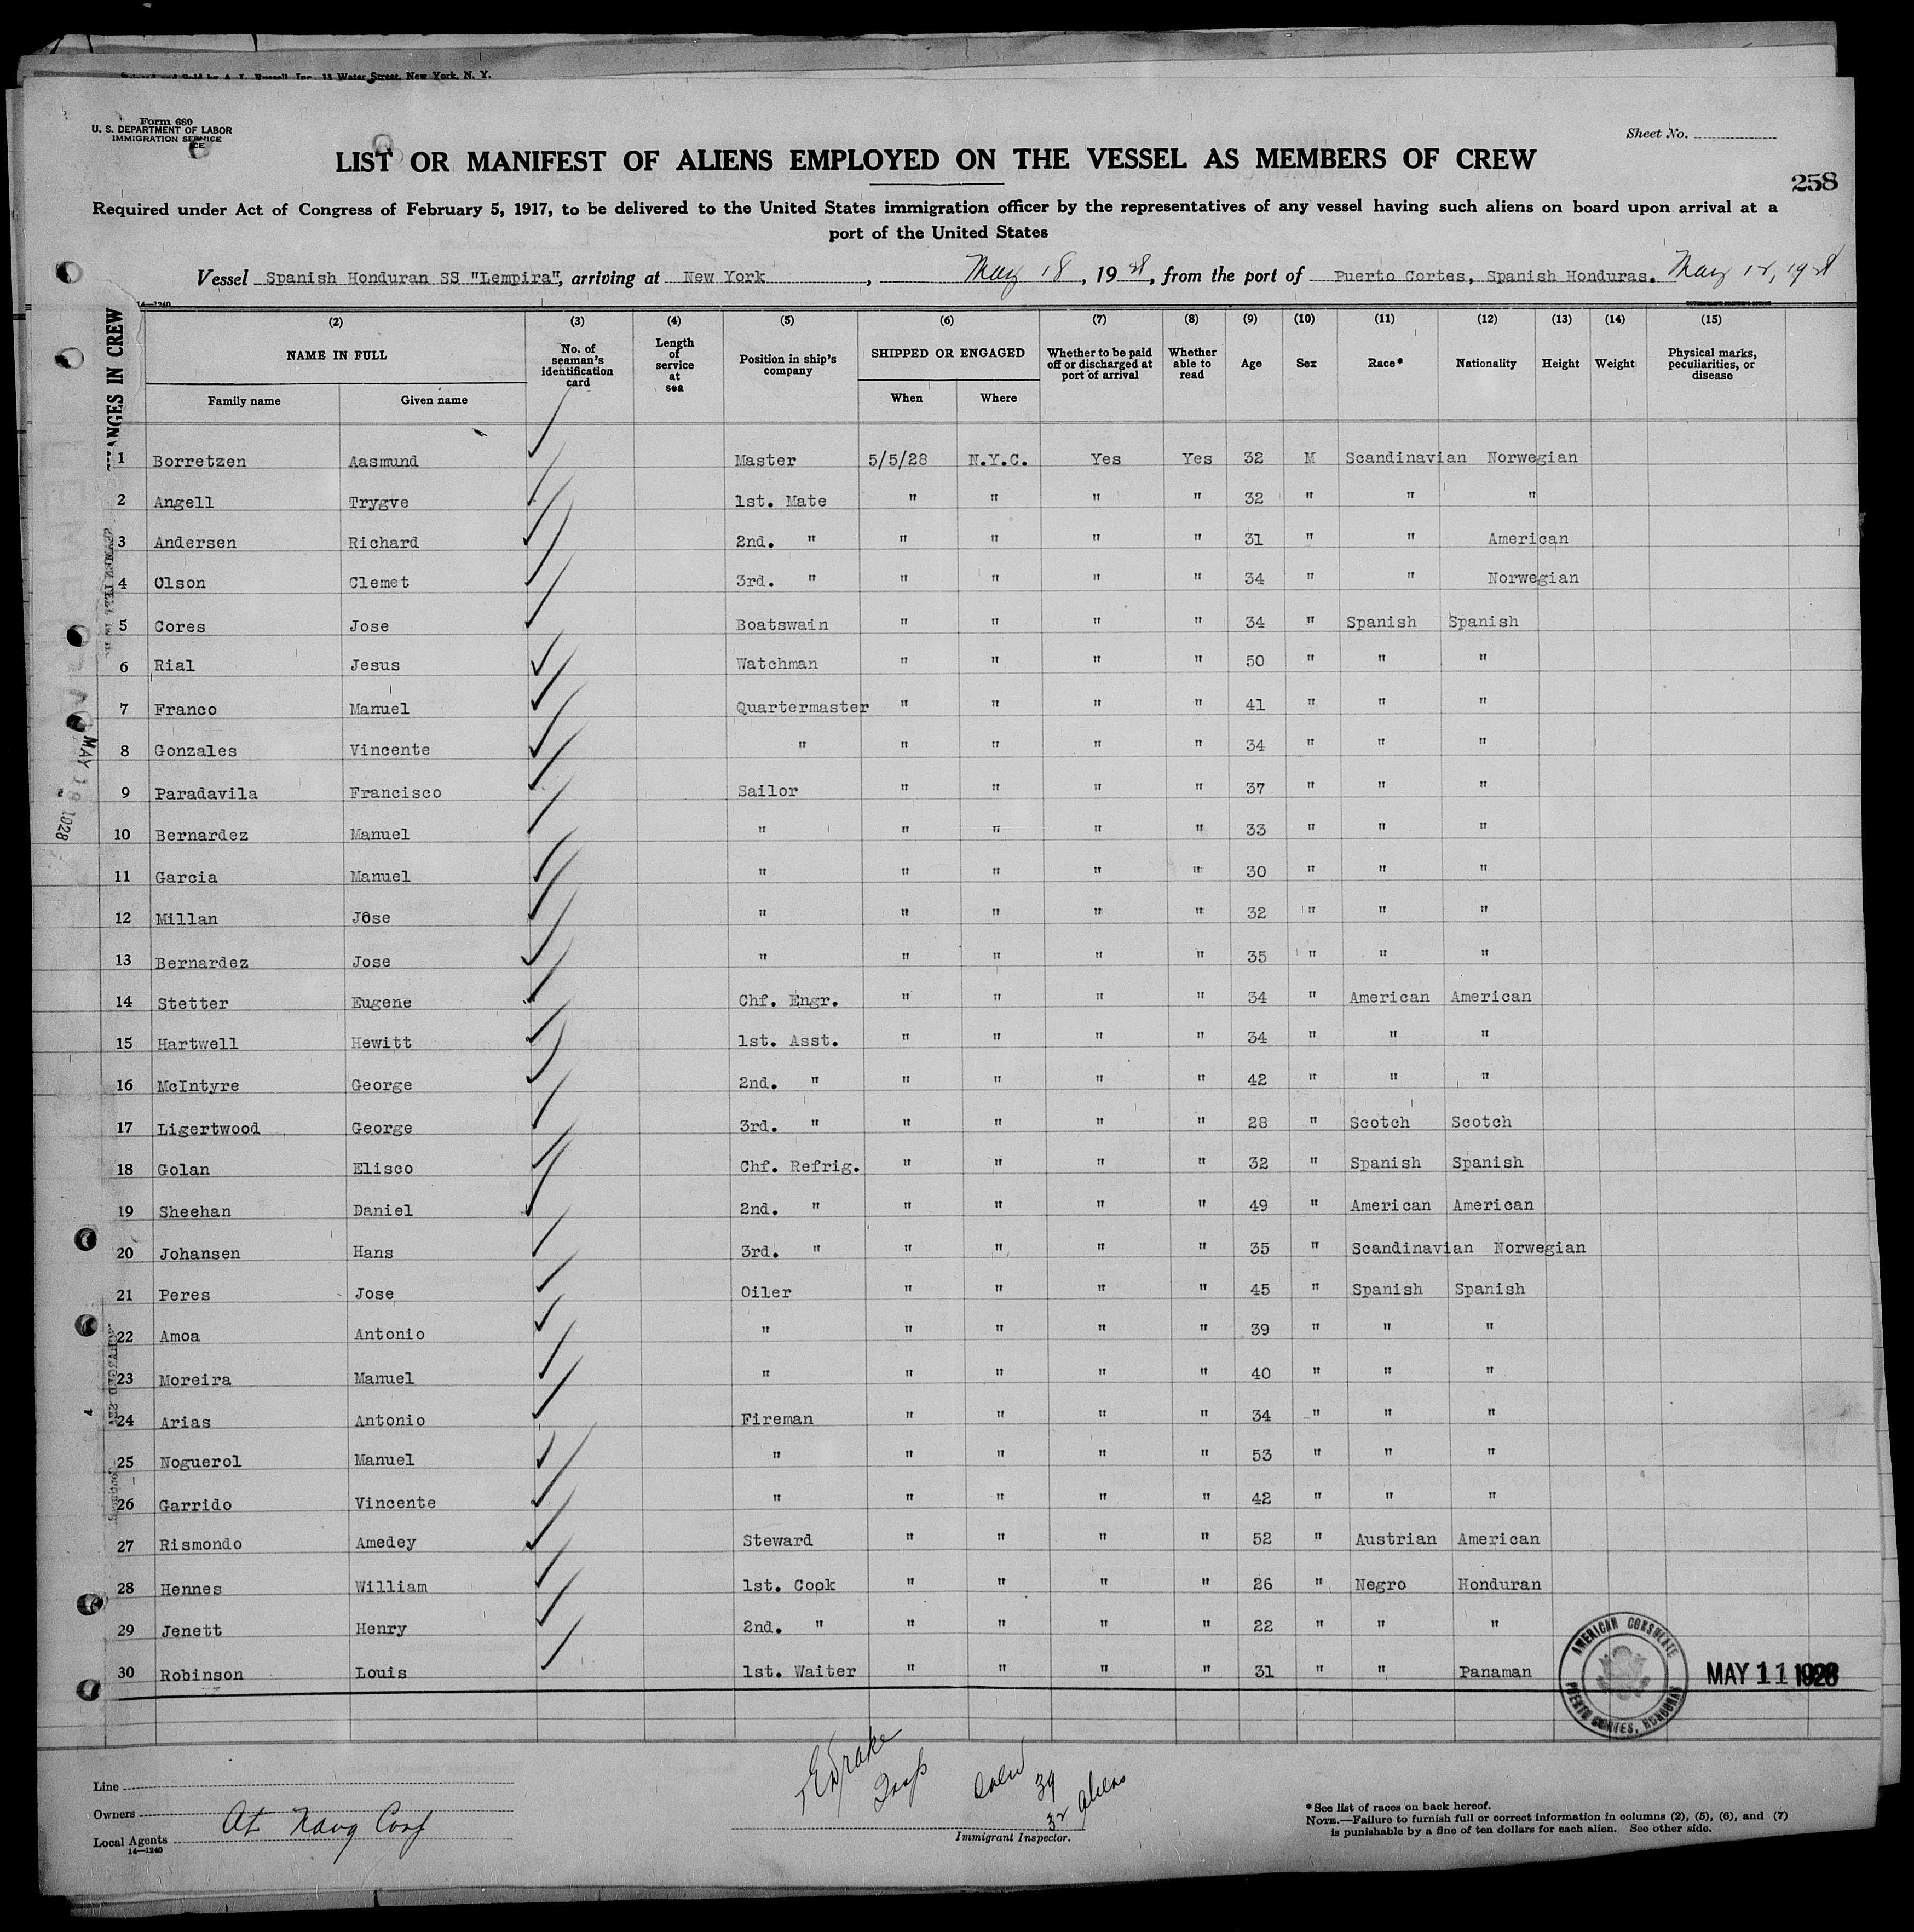 Form 680
U. S. DEPARTMENT OF LABOR
IMMIGRATION SERVICE
Sheet No.
LIST OR MANIFEST OF ALIENS EMPLOYED ON THE VESSEL AS MEMBERS OF CREW
258
Required under Act of Congress of February 5, 1917, to be delivered to the United States immigration officer by the representatives of any vessel having such aliens on board upon arrival at a
port of the United States
Vessel Spanish Honduran SS "Lempira", arriving at New York, May 18, 1928, from the port of Puerto Cortes, Spanish Honduras. May 12, 1928
14—1240
(2) (3) (4) (5) (6) (7) (8) (9) (10) (11) (12) (13) (14) (15)
NAME IN FULL No. of seaman's identification card Length of service at sea Position in ship's company SHIPPED OR ENGAGED Whether to be paid off or discharged at port of arrival Whether able to read Age Sex Race* Nationality Height Weight Physical marks, peculiarities, or disease
Family name Given name When Where
1 Borretzen Aasmund Master 5/5/28 N.Y.C. Yes Yes 32 M Scandinavian Norwegian
2 Angell Trygve 1st. Mate " " " " 32 " " "
3 Andersen Richard 2nd. " " " " " 31 " " American
4 Olson Clemet 3rd. " " " " " 34 " " Norwegian
5 Cores Jose Boatswain " " " " 34 " Spanish Spanish
6 Rial Jesus Watchman " " " " 50 " " "
7 Franco Manuel Quartermaster " " " " 41 " " "
8 Gonzales Vincente " " " " " 34 " " "
9 Paradavila Francisco Sailor " " " " 37 " " "
10 Bernardez Manuel " " " " " 33 " " "
11 Garcia Manuel " " " " " 30 " " "
12 Millan Jose " " " " " 32 " " "
13 Bernardez Jose " " " " " 35 " " "
14 Stetter Eugene Chf. Engr. " " " " 34 " American American
15 Hartwell Hewitt 1st. Asst. " " " " 34 " " "
16 McIntyre George 2nd. " " " " " 42 " " "
17 Ligertwood George 3rd. " " " " " 28 " Scotch Scotch
18 Golan Elisco Chf. Refrig. " " " " 32 " Spanish Spanish
19 Sheehan Daniel 2nd. " " " " " 49 " American American
20 Johansen Hans 3rd. " " " " " 35 " Scandinavian Norwegian
21 Peres Jose Oiler " " " " 45 " Spanish Spanish
22 Amoa Antonio " " " " " 39 " " "
23 Moreira Manuel " " " " " 40 " " "
24 Arias Antonio Fireman " " " " 34 " " "
25 Noguerol Manuel " " " " " 53 " " "
26 Garrido Vincente " " " " " 42 " " "
27 Rismondo Amedey Steward " " " " 52 " Austrian American
28 Hennes William 1st. Cook " " " " 26 " Negro Honduran
29 Jenett Henry 2nd. " " " " " 22 " " "
30 Robinson Louis 1st. Waiter " " " " 31 " " Panaman
AMERICAN CONSULATE
PUERTO CORTES, HONDURAS
MAY 11 1928
MAY 18 1928
Crew 39
32 aliens
Line
Owners
Local Agents
At Navg Corp
14—1240
Immigrant Inspector.
*See list of races on back hereof.
NOTE.—Failure to furnish full or correct information in columns (2), (5), (6), and (7)
is punishable by a fine of ten dollars for each alien. See other side.